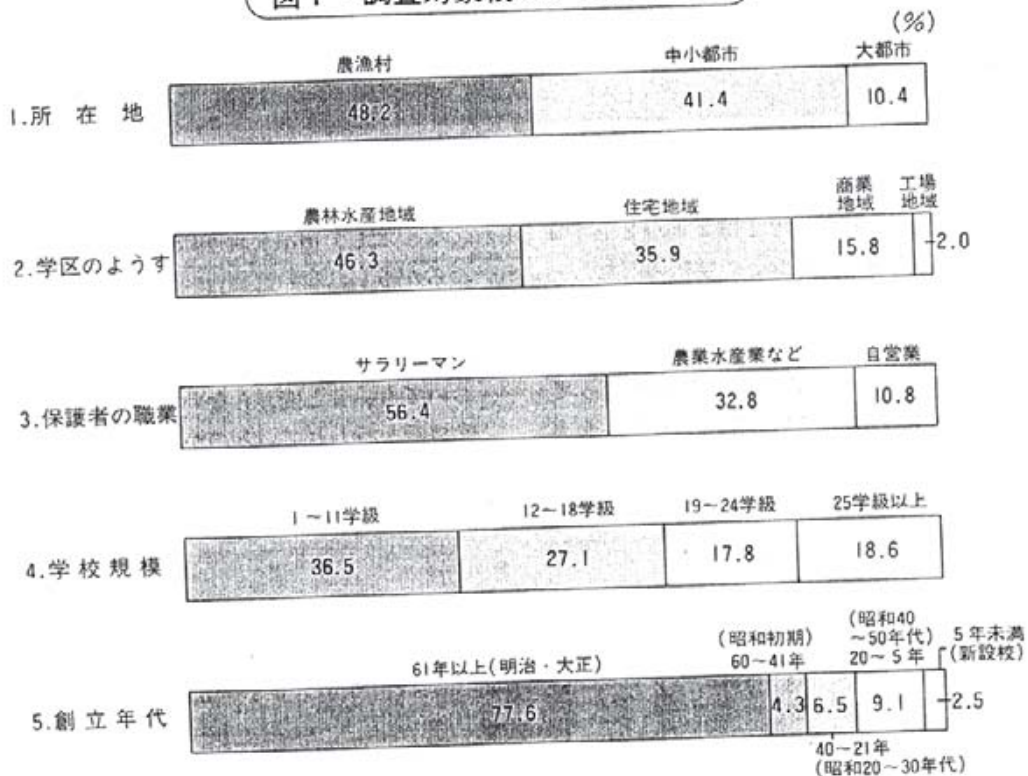 図1 調査対象
(%)
農漁村 中小都市 大都市
1.所在地 48.2 41.4 10.4
農林水産地域 住宅地域 商業地域 工場地域
2.学区のようす 46.3 35.9 15.8 2.0
サラリーマン 農業水産業など 自営業
3.保護者の職業 56.4 32.8 10.8
1~11学級 12~18学級 19~24学級 25学級以上
4.学校規模 36.5 27.1 17.8 18.6
61年以上(明治・大正) (昭和初期) 60~41年 (昭和40~50年代) 20~5年 5年未満(新設校)
5.創立年代 77.6 4.3 6.5 9.1 2.5
40~21年
(昭和20~30年代)